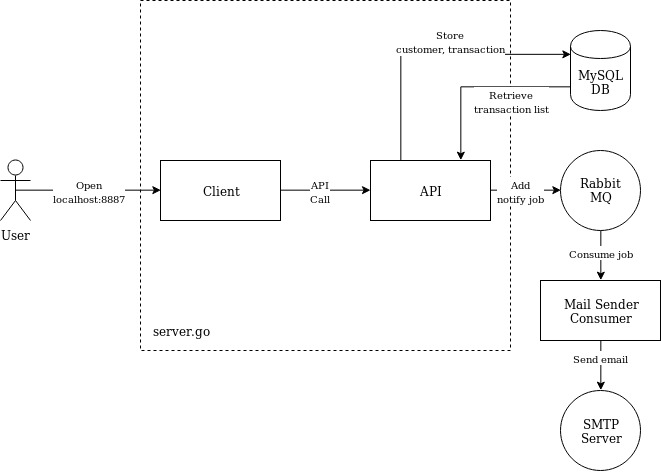 Store
customer, transaction
MySQL
DB
Retrieve
transaction list
Open
localhost:8887
Client
API
Call
API
Add
notify job
Rabbit
MQ
User
Consume job
Mail Sender
Consumer
server.go
Send email
SMTP
Server